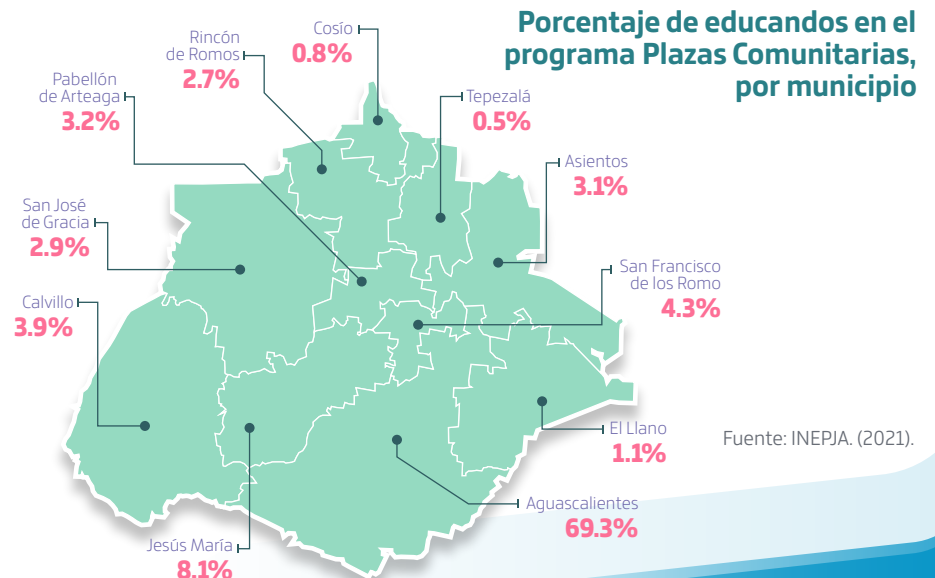 Porcentaje de educandos en el
programa Plazas Comunitarias,
por municipio
Cosío
0.8%
Rincón
de Romos
2.7%
Pabellón
de Arteaga
3.2%
Tepezalá
0.5%
Asientos
3.1%
San José
de Gracia
2.9%
San Francisco
de los Romo
4.3%
Calvillo
3.9%
El Llano
1.1%
Fuente: INEPJA. (2021).
Aguascalientes
69.3%
Jesús María
8.1%